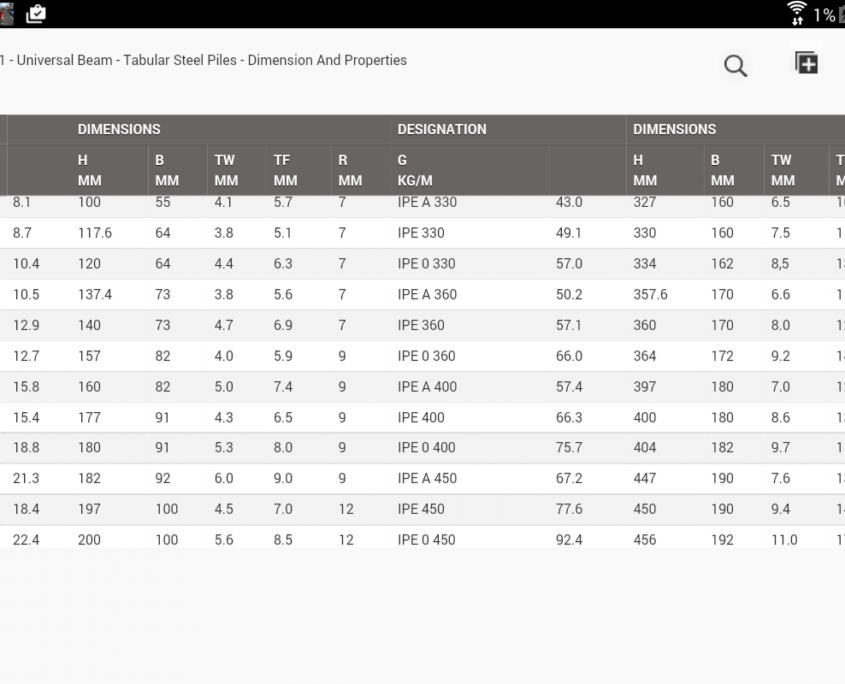 1%
1 - Universal Beam - Tabular Steel Piles - Dimension And Properties
DIMENSIONS DESIGNATION DIMENSIONS
H B TW TF R G H B TW T
MM MM MM MM MM KG/M MM MM MM M
8.1 100 55 4.1 5.7 7 IPE A 330 43.0 327 160 6.5 1
8.7 117.6 64 3.8 5.1 7 IPE 330 49.1 330 160 7.5 1
10.4 120 64 4.4 6.3 7 IPE 0 330 57.0 334 162 8,5 1
10.5 137.4 73 3.8 5.6 7 IPE A 360 50.2 357.6 170 6.6 1
12.9 140 73 4.7 6.9 7 IPE 360 57.1 360 170 8.0 1
12.7 157 82 4.0 5.9 9 IPE 0 360 66.0 364 172 9.2 1
15.8 160 82 5.0 7.4 9 IPE A 400 57.4 397 180 7.0 1
15.4 177 91 4.3 6.5 9 IPE 400 66.3 400 180 8.6 1
18.8 180 91 5.3 8.0 9 IPE 0 400 75.7 404 182 9.7 1
21.3 182 92 6.0 9.0 9 IPE A 450 67.2 447 190 7.6 1
18.4 197 100 4.5 7.0 12 IPE 450 77.6 450 190 9.4 1
22.4 200 100 5.6 8.5 12 IPE 0 450 92.4 456 192 11.0 1